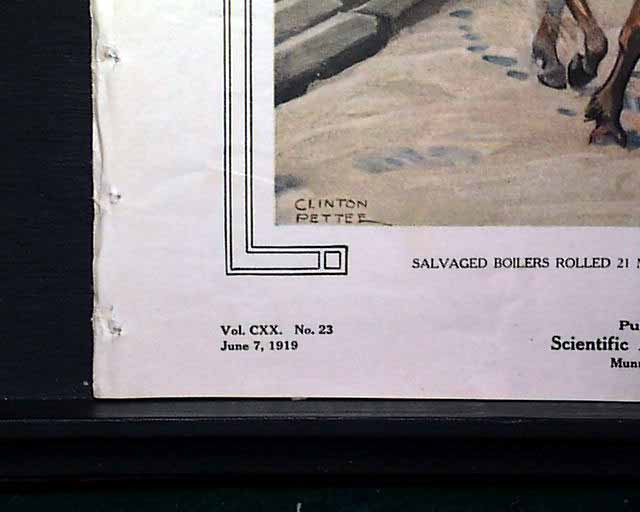 CLINTON
PETTEE
SALVAGED BOILERS ROLLED 21
Vol. CXX. No. 23
June 7, 1919
Scientific